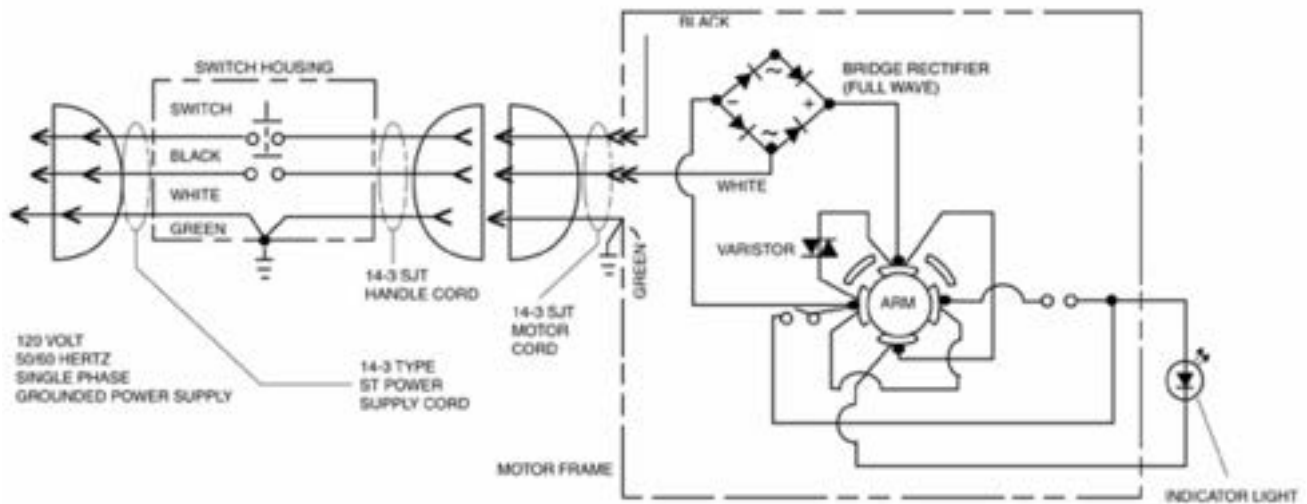 BLACK
SWITCH HOUSING
BRIDGE RECTIFIER
(FULL WAVE)
SWITCH
~
-
+
~
BLACK
WHITE
WHITE
GREEN
VARISTOR
GREEN
14-3 SJT
HANDLE CORD
ARM
14-3 SJT
MOTOR
CORD
120 VOLT
50/60 HERTZ
SINGLE PHASE
GROUNDED POWER SUPPLY
14-3 TYPE
ST POWER
SUPPLY CORD
MOTOR FRAME
INDICATOR LIGHT